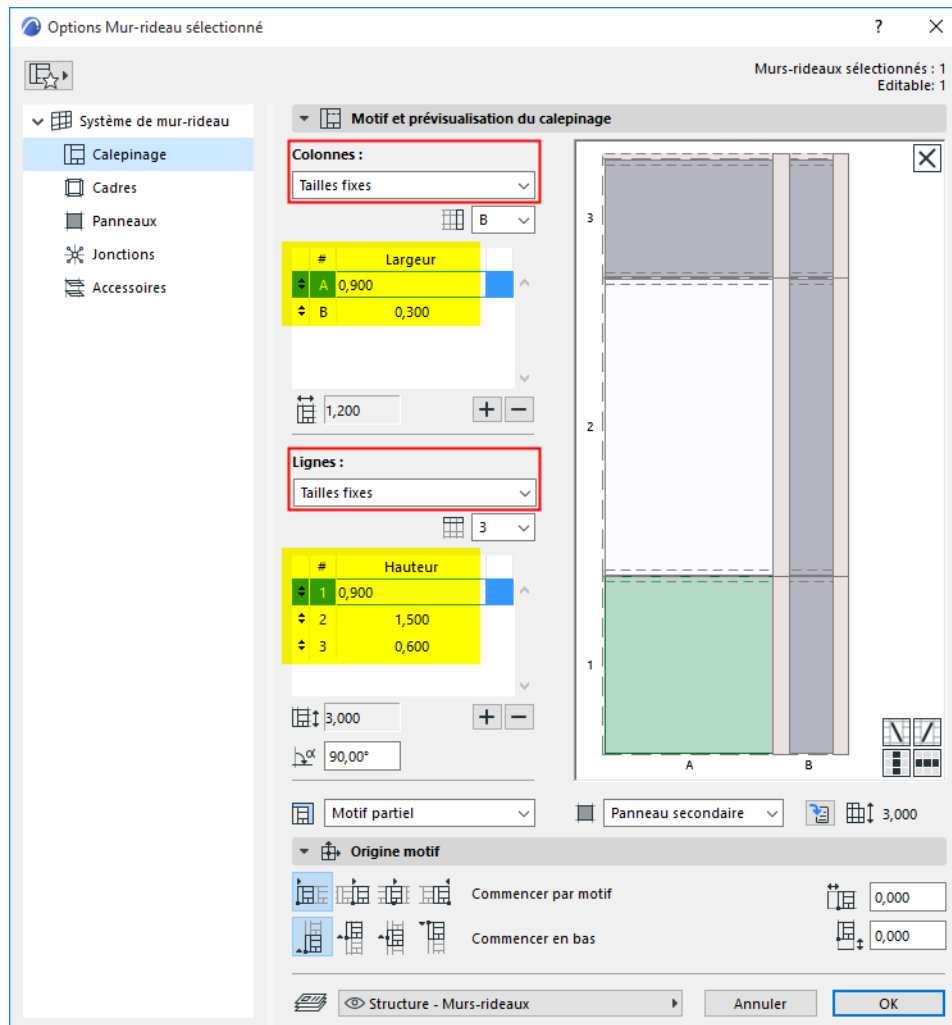 Options Mur-rideau sélectionné
?
Murs-rideaux sélectionnés : 1
Editable: 1
Système de mur-rideau
Calepinage
Cadres
Panneaux
Jonctions
Accessoires
Motif et prévisualisation du calepinage
Colonnes :
Tailles fixes
B
# Largeur
A 0,900
B 0,300
1,200
+ −
Lignes :
Tailles fixes
3
# Hauteur
1 0,900
2 1,500
3 0,600
3,000
+ −
α 90,00°
3
2
1
A B
Motif partiel
Panneau secondaire
3,000
Origine motif
Commencer par motif
0,000
Commencer en bas
0,000
Structure - Murs-rideaux
Annuler
OK